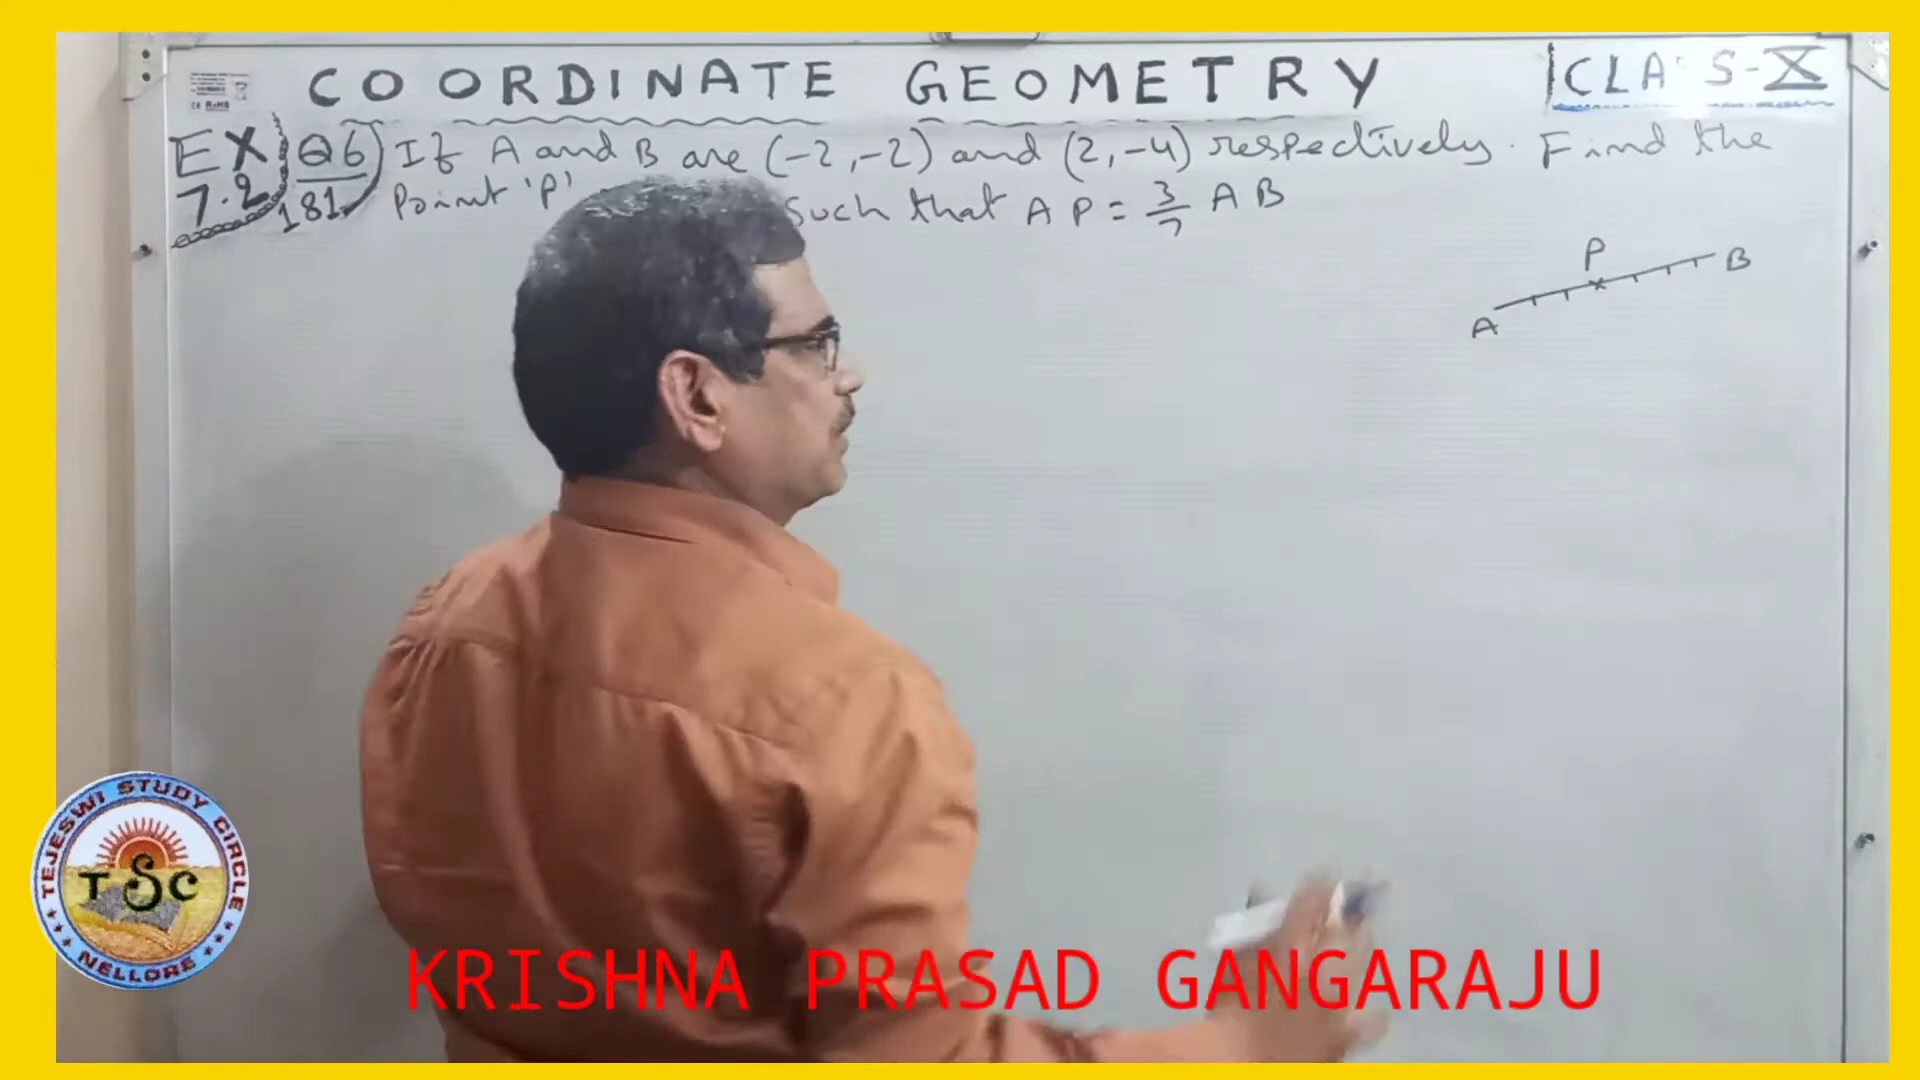 COORDINATE GEOMETRY
CLASS-X
EX 7.2
Q6
181
If A and B are (-2,-2) and (2,-4) respectively. Find the
Point 'P' such that AP = 3/7 AB
P
B
A
TEJESWI STUDY CIRCLE
TSC
NELLORE
KRISHNA PRASAD GANGARAJU